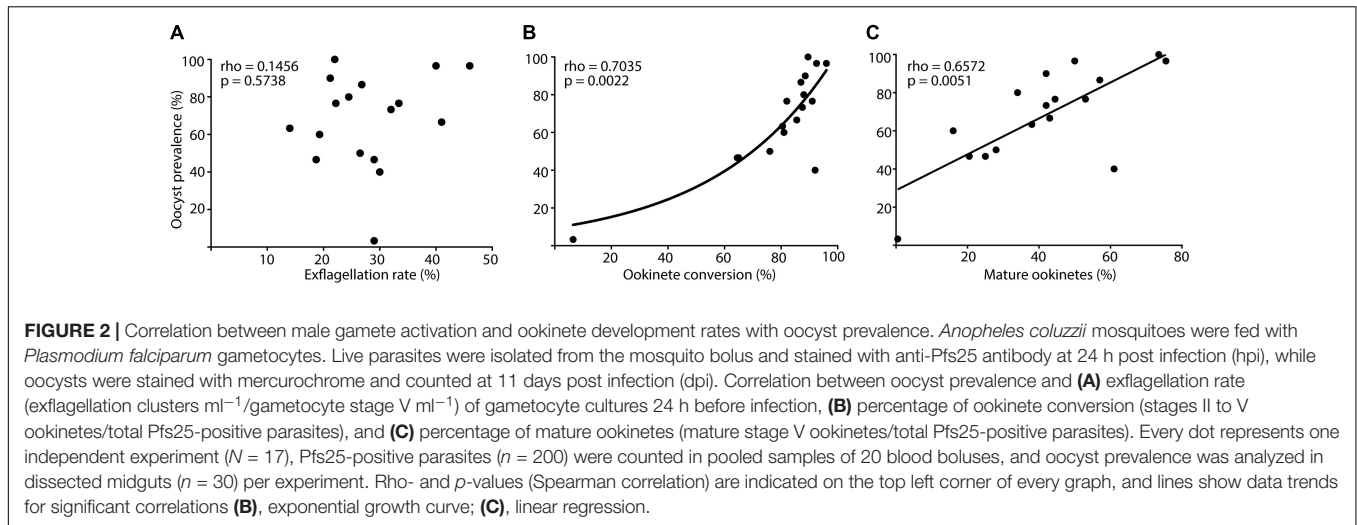 A
rho = 0.1456
p = 0.5738
100
80
60
40
20
Oocyst prevalence (%)
10
20
30
40
50
Exflagellation rate (%)
B
rho = 0.7035
p = 0.0022
100
80
60
40
20
20
40
60
80
100
Ookinete conversion (%)
C
rho = 0.6572
p = 0.0051
100
80
60
40
20
20
40
60
80
Mature ookinetes (%)
FIGURE 2 | Correlation between male gamete activation and ookinete development rates with oocyst prevalence. Anopheles coluzzii mosquitoes were fed with
Plasmodium falciparum gametocytes. Live parasites were isolated from the mosquito bolus and stained with anti-Pfs25 antibody at 24 h post infection (hpi), while
oocysts were stained with mercurochrome and counted at 11 days post infection (dpi). Correlation between oocyst prevalence and (A) exflagellation rate
(exflagellation clusters ml⁻¹/gametocyte stage V ml⁻¹) of gametocyte cultures 24 h before infection, (B) percentage of ookinete conversion (stages II to V
ookinetes/total Pfs25-positive parasites), and (C) percentage of mature ookinetes (mature stage V ookinetes/total Pfs25-positive parasites). Every dot represents one
independent experiment (N = 17), Pfs25-positive parasites (n = 200) were counted in pooled samples of 20 blood boluses, and oocyst prevalence was analyzed in
dissected midguts (n = 30) per experiment. Rho- and p-values (Spearman correlation) are indicated on the top left corner of every graph, and lines show data trends
for significant correlations (B), exponential growth curve; (C), linear regression.